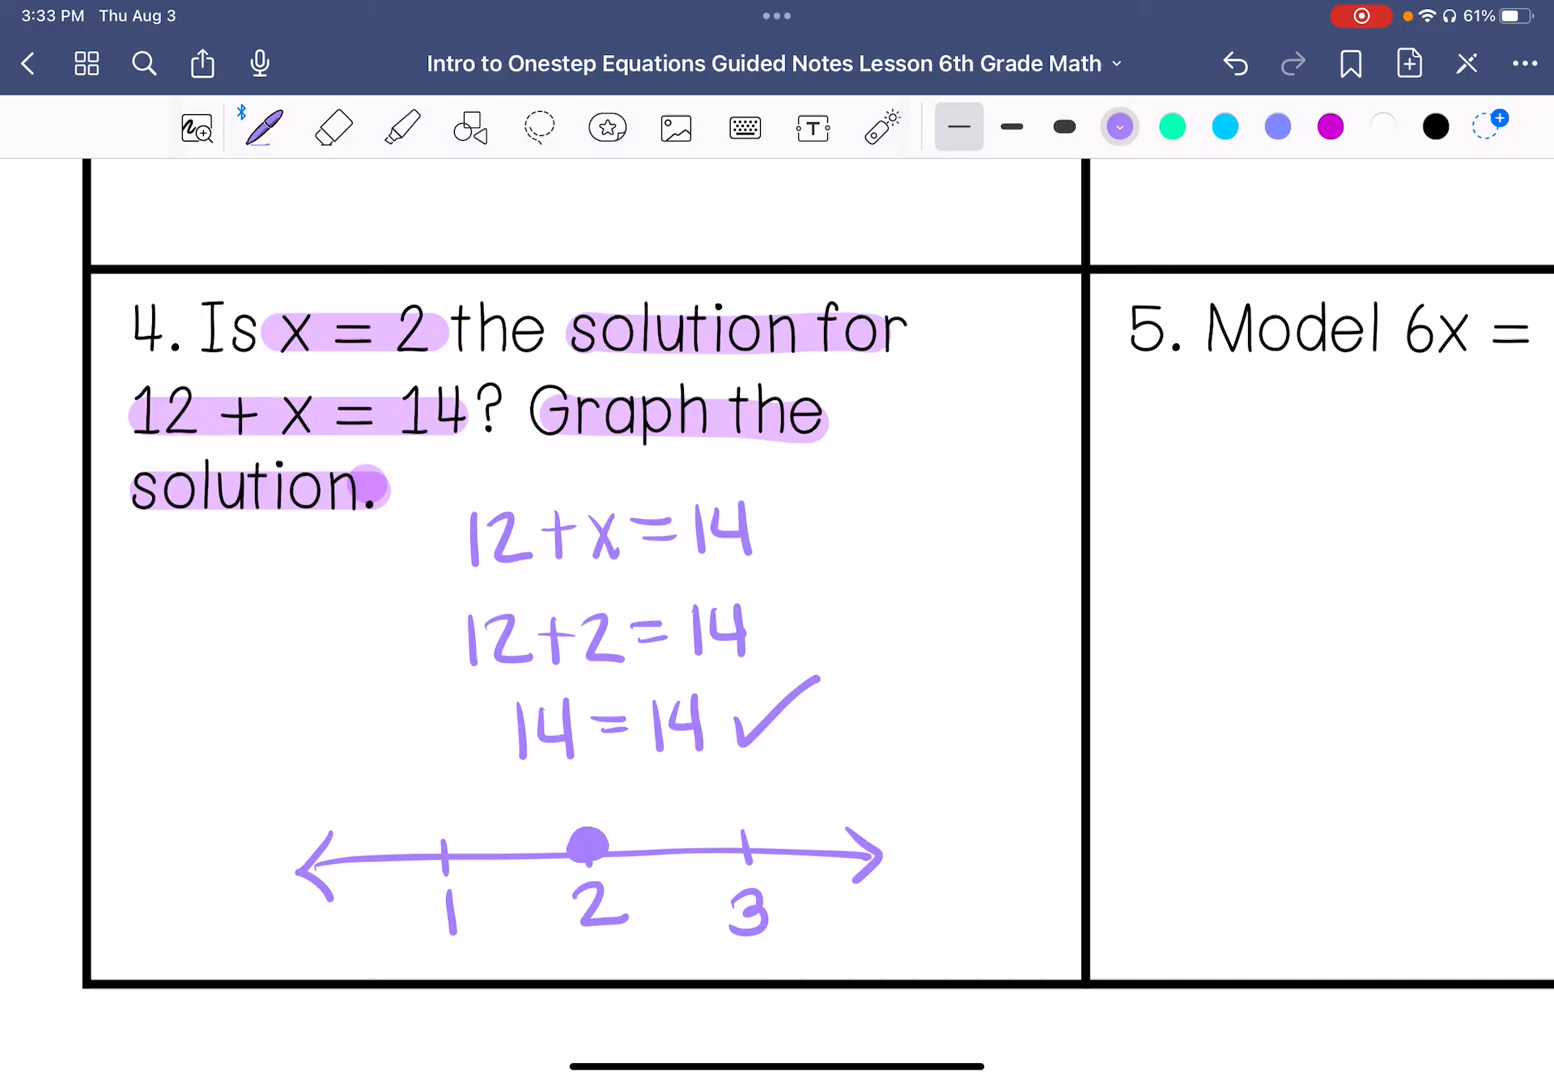 3:33 PM Thu Aug 3
61%
Intro to Onestep Equations Guided Notes Lesson 6th Grade Math
T
4. Is x = 2 the solution for
12 + x = 14? Graph the
solution.
12 + x = 14
12 + 2 = 14
14 = 14 ✓
1 2 3
5. Model 6x =